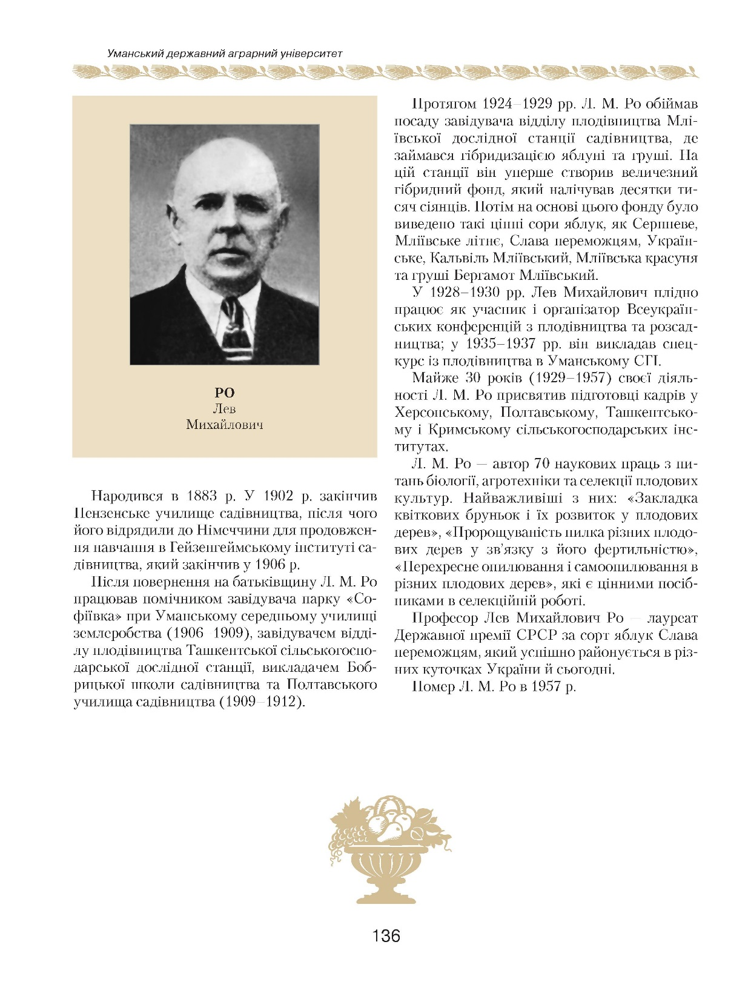 Уманський державний аграрний університет
РО
Лев
Михайлович
Народився в 1883 р. У 1902 р. закінчив
Пензенське училище садівництва, після чого
його відрядили до Німеччини для продовжен-
ня навчання в Гейзенгеймському інституті са-
дівництва, який закінчив у 1906 р.
Після повернення на батьківщину Л. М. Ро
працював помічником завідувача парку «Со-
фіївка» при Уманському середньому училищі
землеробства (1906–1909), завідувачем відді-
лу плодівництва Ташкентської сільськогоспо-
дарської дослідної станції, викладачем Боб-
рицької школи садівництва та Полтавського
училища садівництва (1909–1912).
Протягом 1924–1929 рр. Л. М. Ро обіймав
посаду завідувача відділу плодівництва Млі-
ївської дослідної станції садівництва, де
займався гібридизацією яблуні та груші. На
цій станції він уперше створив величезний
гібридний фонд, який налічував десятки ти-
сяч сіянців. Потім на основі цього фонду було
виведено такі цінні сори яблук, як Серпневе,
Мліївське літнє, Слава переможцям, Україн-
ське, Кальвіль Мліївський, Мліївська красуня
та груші Бергамот Мліївський.
У 1928–1930 рр. Лев Михайлович плідно
працює як учасник і організатор Всеукраїн-
ських конференцій з плодівництва та розсад-
ництва; у 1935–1937 рр. він викладав спец-
курс із плодівництва в Уманському СГІ.
Майже 30 років (1929–1957) своєї діяль-
ності Л. М. Ро присвятив підготовці кадрів у
Херсонському, Полтавському, Ташкентсько-
му і Кримському сільськогосподарських інс-
титутах.
Л. М. Ро — автор 70 наукових праць з пи-
тань біології, агротехніки та селекції плодових
культур. Найважливіші з них: «Закладка
квіткових бруньок і їх розвиток у плодових
дерев», «Пророщуваність пилка різних плодо-
вих дерев у зв’язку з його фертильністю»,
«Перехресне опилювання і самоопилювання в
різних плодових дерев», які є цінними посіб-
никами в селекційній роботі.
Професор Лев Михайлович Ро — лауреат
Державної премії СРСР за сорт яблук Слава
переможцям, який успішно районується в різ-
них куточках України й сьогодні.
Помер Л. М. Ро в 1957 р.
136